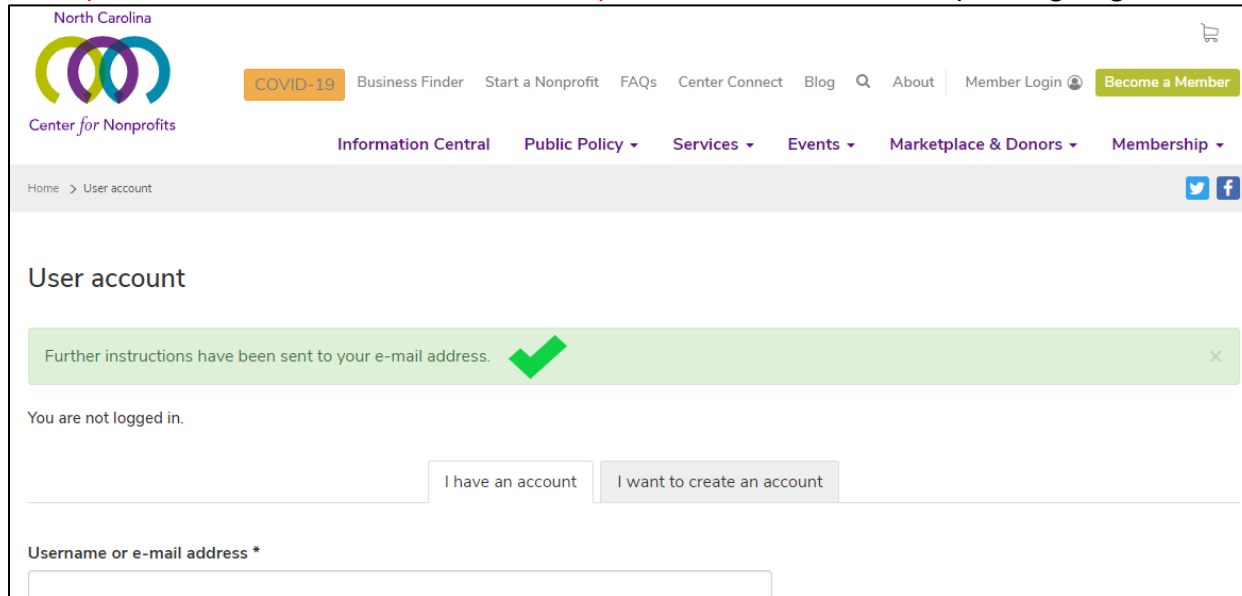 North Carolina
Center for Nonprofits
COVID-19 Business Finder Start a Nonprofit FAQs Center Connect Blog About Member Login Become a Member
Information Central Public Policy Services Events Marketplace & Donors Membership
Home > User account
User account
Further instructions have been sent to your e-mail address. ×
You are not logged in.
I have an account I want to create an account
Username or e-mail address *